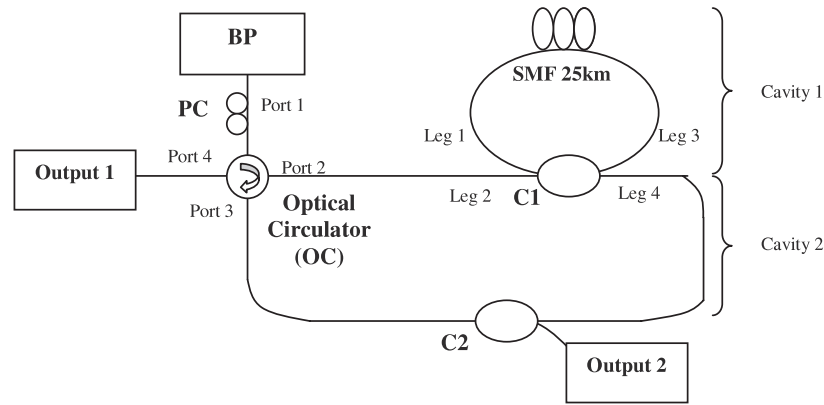 BP
PC
Port 1
SMF 25km
Cavity 1
Leg 1
Leg 3
Port 4
Output 1
Port 2
Leg 2
C1
Leg 4
Port 3
Optical
Circulator
(OC)
Cavity 2
C2
Output 2